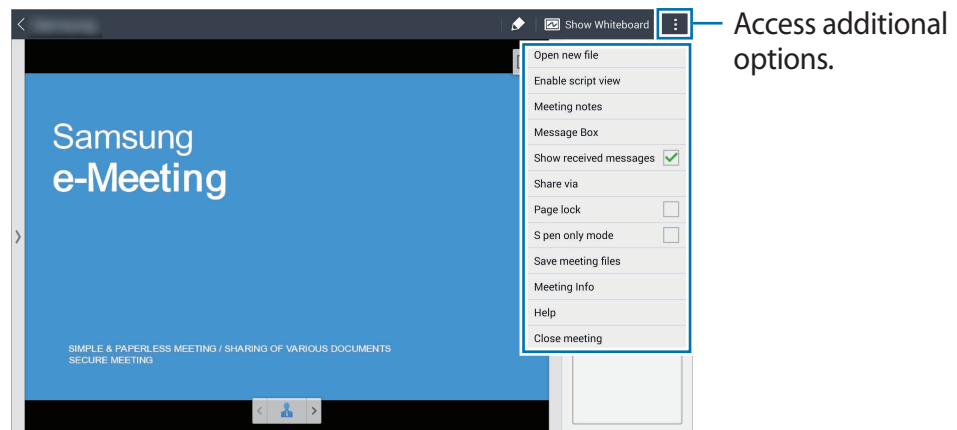 Show Whiteboard
Access additional
options.
Open new file
Enable script view
Meeting notes
Message Box
Show received messages
Share via
Page lock
S pen only mode
Save meeting files
Meeting Info
Help
Close meeting
Samsung
e-Meeting
SIMPLE & PAPERLESS MEETING / SHARING OF VARIOUS DOCUMENTS
SECURE MEETING